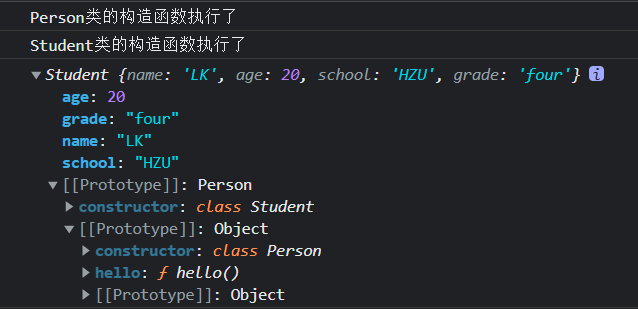 Person类的构造函数执行了
Student类的构造函数执行了
▼Student {name: 'LK', age: 20, school: 'HZU', grade: 'four'} i
age: 20
grade: "four"
name: "LK"
school: "HZU"
▼[[Prototype]]: Person
▶constructor: class Student
▼[[Prototype]]: Object
▶constructor: class Person
▶hello: ƒ hello()
▶[[Prototype]]: Object